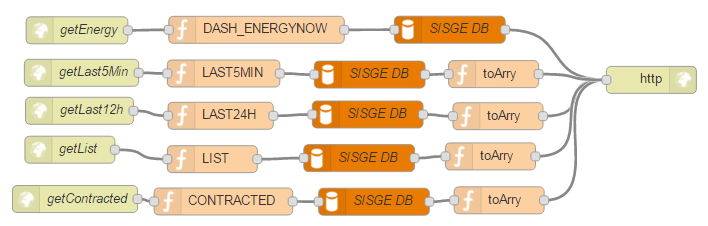 getEnergy DASH_ENERGYNOW SISGE DB
getLast5Min LAST5MIN SISGE DB toArry http
getLast12h LAST24H SISGE DB toArry
getList LIST SISGE DB toArry
getContracted CONTRACTED SISGE DB toArry